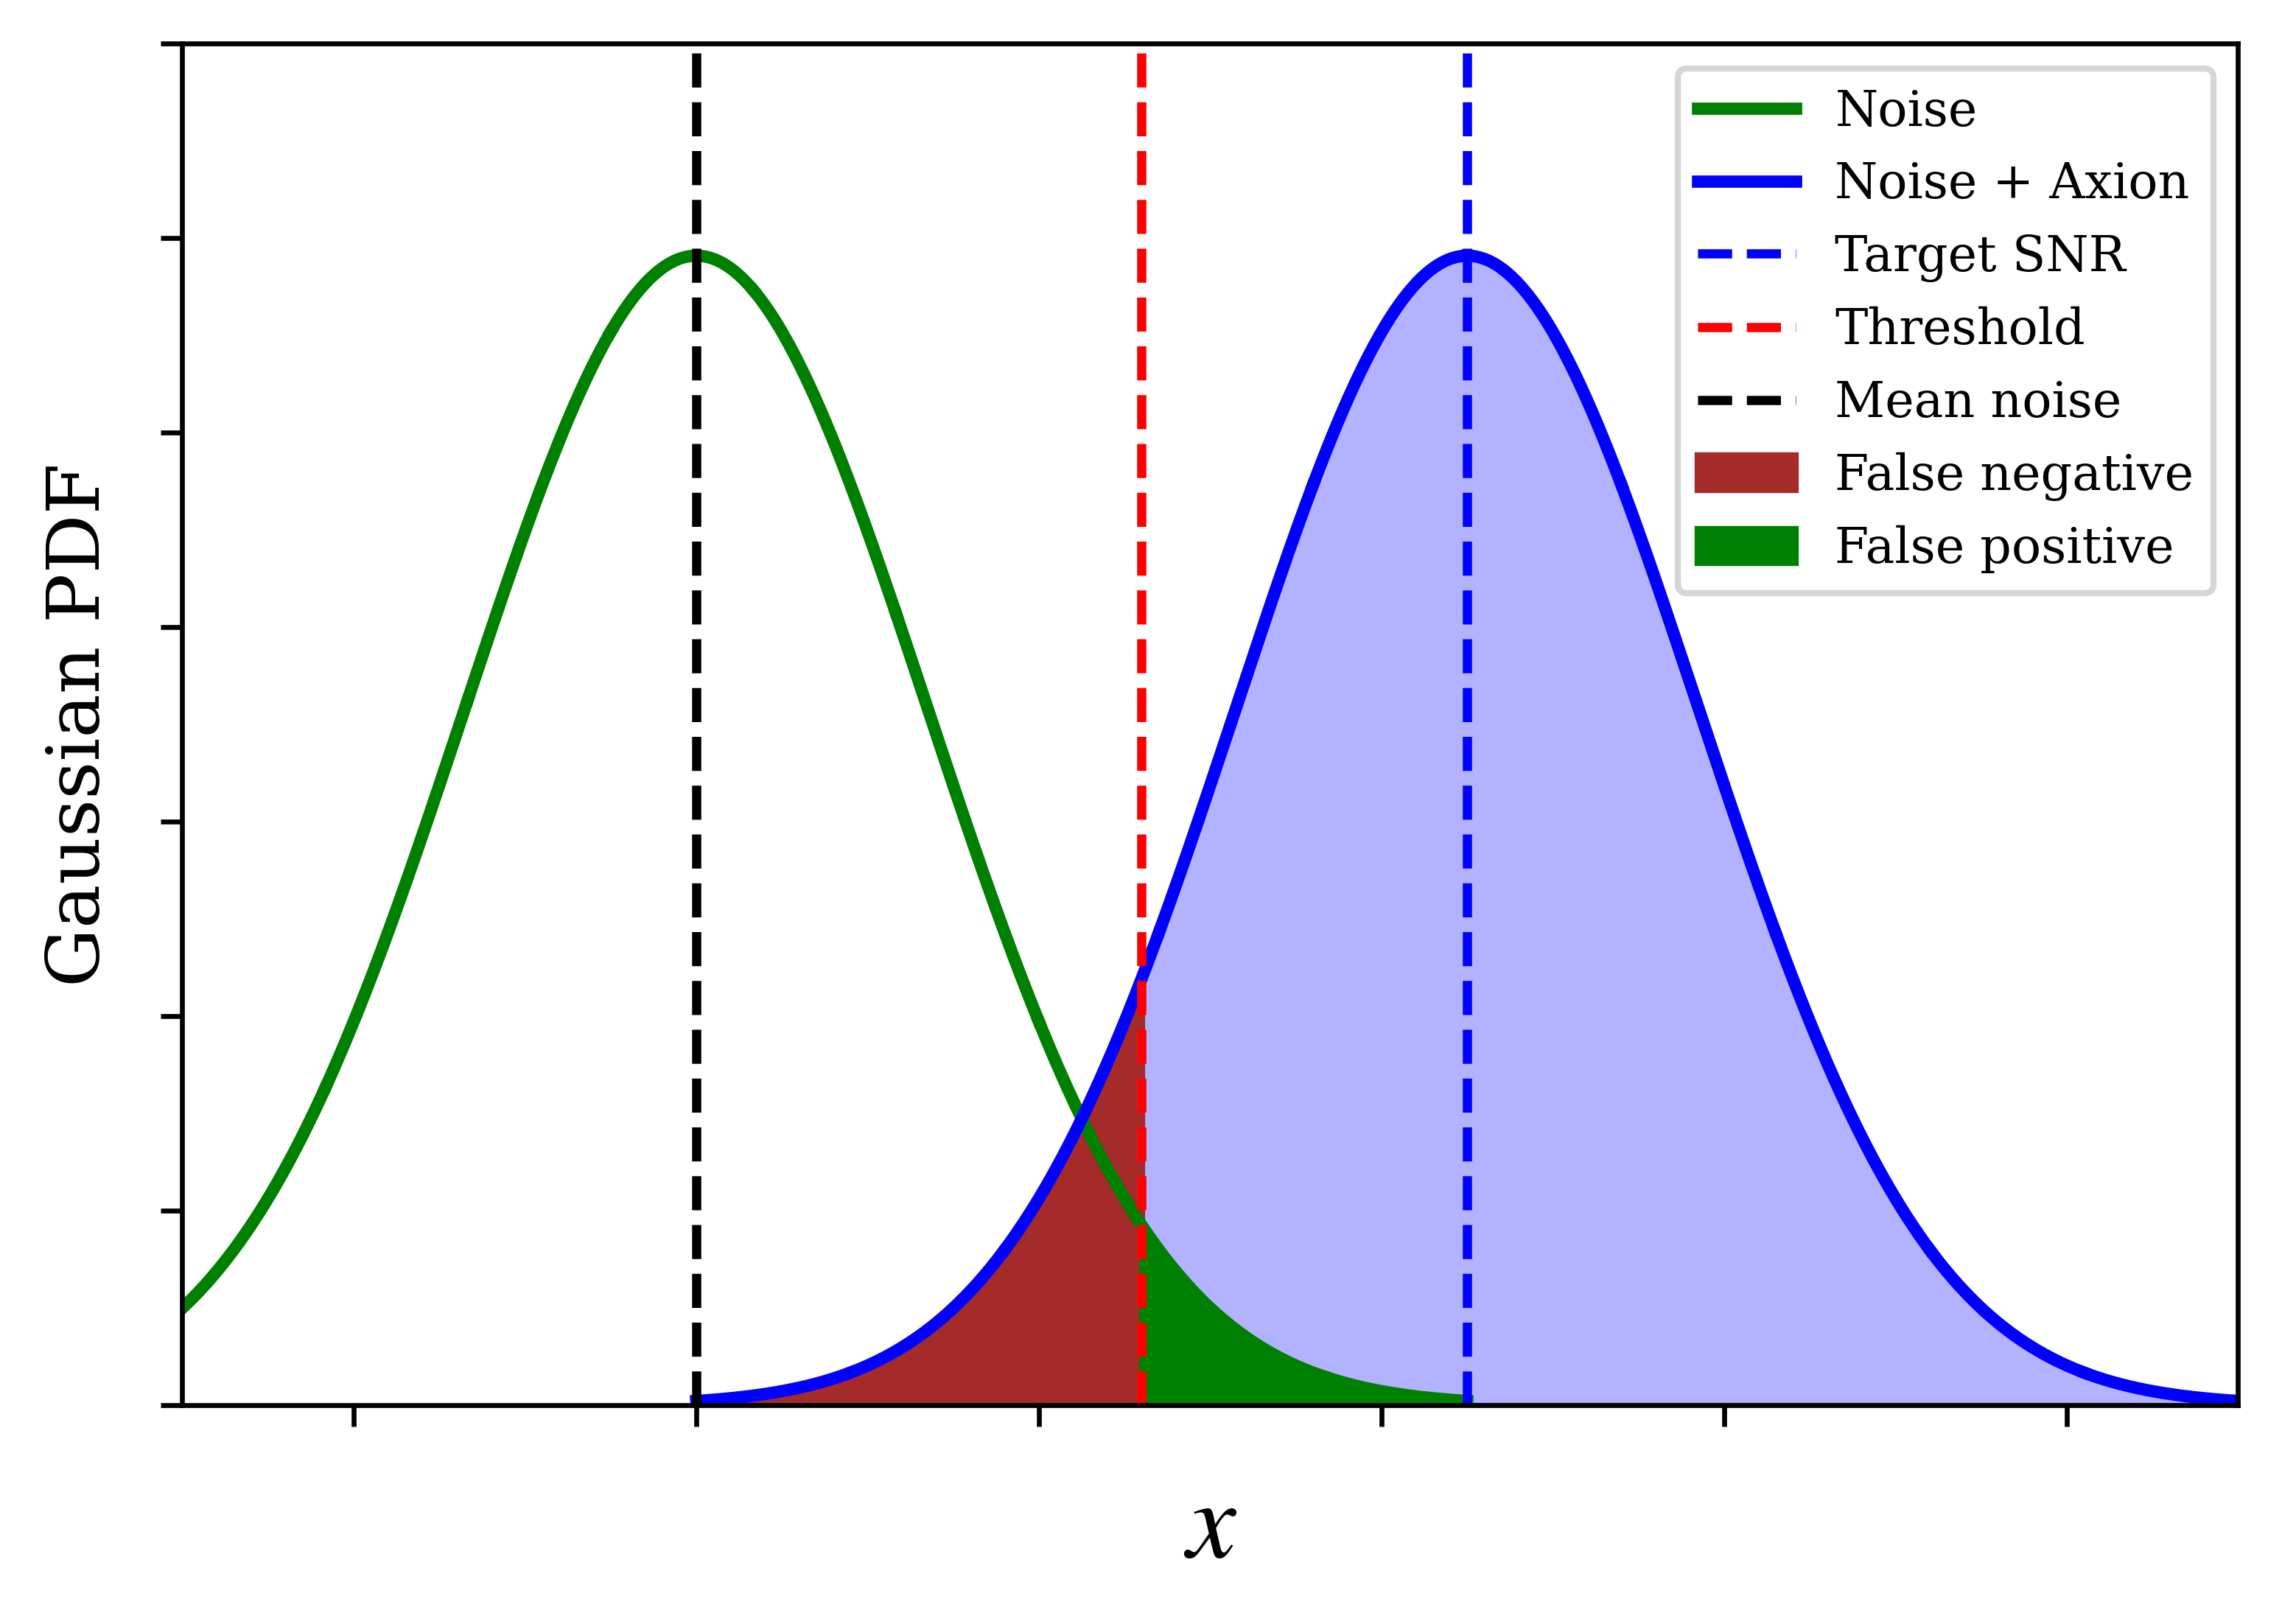 Noise
Noise + Axion
Target SNR
Threshold
Mean noise
False negative
False positive
Gaussian PDF
x